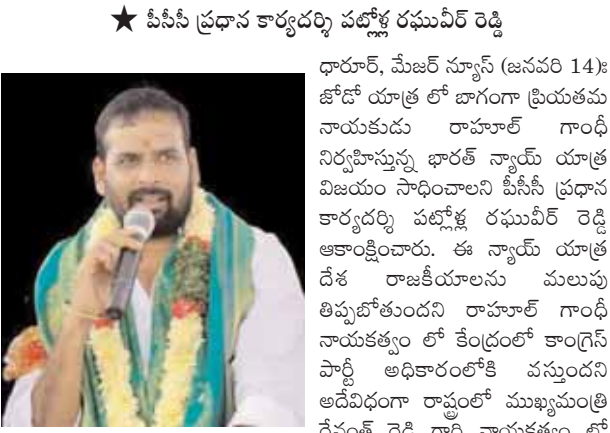 ★ పీసీసీ ప్రధాన కార్యదర్శి పట్లోళ్ల రఘువీర్ రెడ్డి
ధారూర్, మేజర్ న్యూస్ (జనవరి 14):
జోడో యాత్ర లో బాగంగా ప్రియతమ
నాయకుడు రాహూల్ గాంధీ
నిర్వహిస్తున్న భారత్ న్యాయ్ యాత్ర
విజయం సాధించాలని పీసీసీ ప్రధాన
కార్యదర్శి పట్లోళ్ల రఘువీర్ రెడ్డి
ఆకాంక్షించారు. ఈ న్యాయ్ యాత్ర
దేశ రాజకీయాలను మలుపు
తిప్పబోతుందని రాహూల్ గాంధీ
నాయకత్వం లో కేంద్రంలో కాంగ్రెస్
పార్టీ అధికారంలోకి వస్తుందని
అదేవిధంగా రాష్ట్రంలో ముఖ్యమంత్రి
రేవంత్ రెడ్డి గారి నాయకత్వం లో